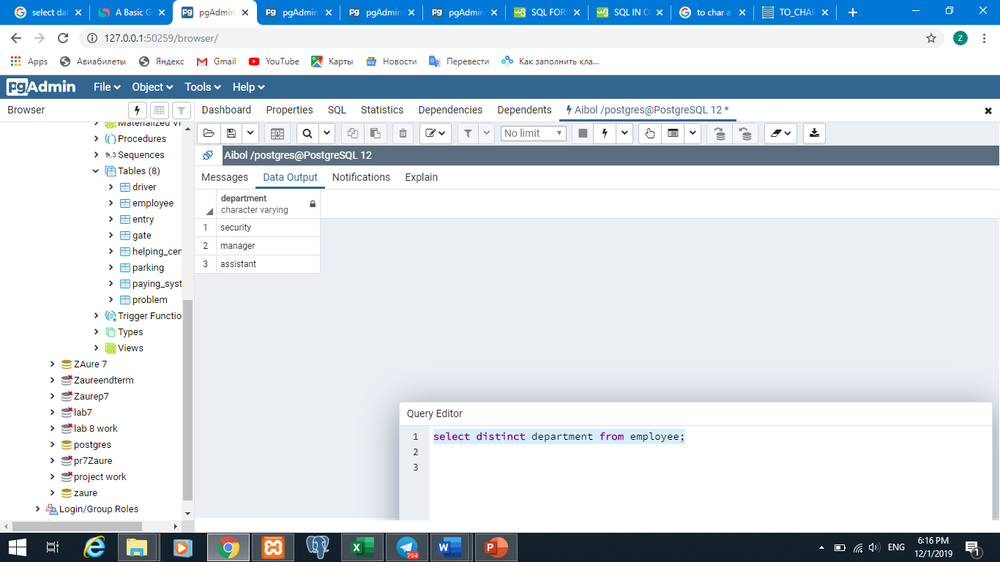 select dat
A Basic G
pgAdmin
pgAdmin
pgAdmin
pgAdmin
SQL FOR
SQL IN O
to char a
TO_CHAR
127.0.0.1:50259/browser/
Z
Apps
Авиабилеты
Яндекс
Gmail
YouTube
Карты
Новости
Перевести
Как заполнить кла...
pgAdmin File Object Tools Help
Browser
Dashboard Properties SQL Statistics Dependencies Dependents Aibol /postgres@PostgreSQL 12 *
No limit
Aibol /postgres@PostgreSQL 12
Messages Data Output Notifications Explain
Materialized Vi
Procedures
1..3 Sequences
Tables (8)
driver
employee
entry
gate
helping_cen
parking
paying_syst
problem
Trigger Functio
Types
Views
ZAure 7
Zaureendterm
Zaurep7
lab7
lab 8 work
postgres
pr7Zaure
project work
zaure
Login/Group Roles
department
character varying
1 security
2 manager
3 assistant
Query Editor
1 select distinct department from employee;
2
3
794
ENG
6:16 PM
12/1/2019
1